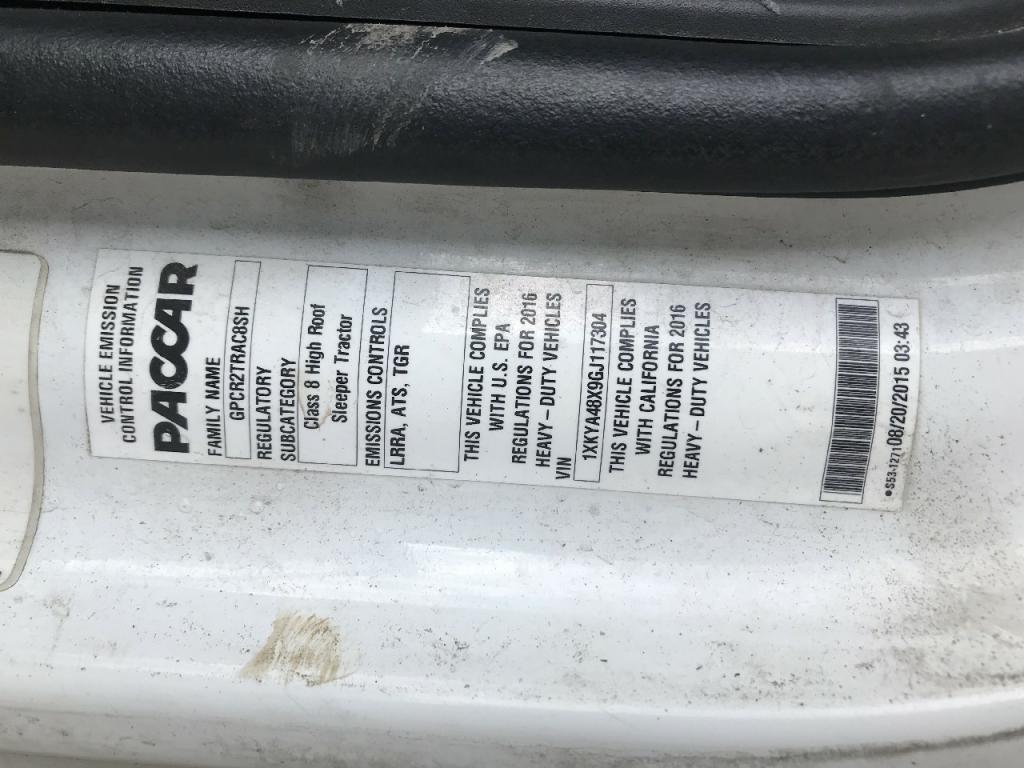 VEHICLE EMISSION
CONTROL INFORMATION
PACCAR
FAMILY NAME
GPCR2TRAC8SH
REGULATORY
SUBCATEGORY
Class 8 High Roof
Sleeper Tractor
EMISSIONS CONTROLS
LRRA, ATS, TGR
THIS VEHICLE COMPLIES
WITH U.S. EPA
REGULATIONS FOR 2016
HEAVY-DUTY VEHICLES
VIN
1XKYA48X9GJ117304
THIS VEHICLE COMPLIES
WITH CALIFORNIA
REGULATIONS FOR 2016
HEAVY-DUTY VEHICLES
●S53-1271 08/20/2015 03:43